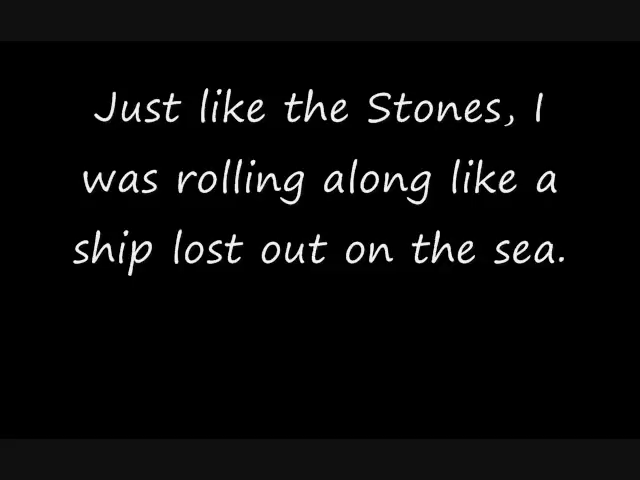 Just like the Stones, I
was rolling along like a
ship lost out on the sea.